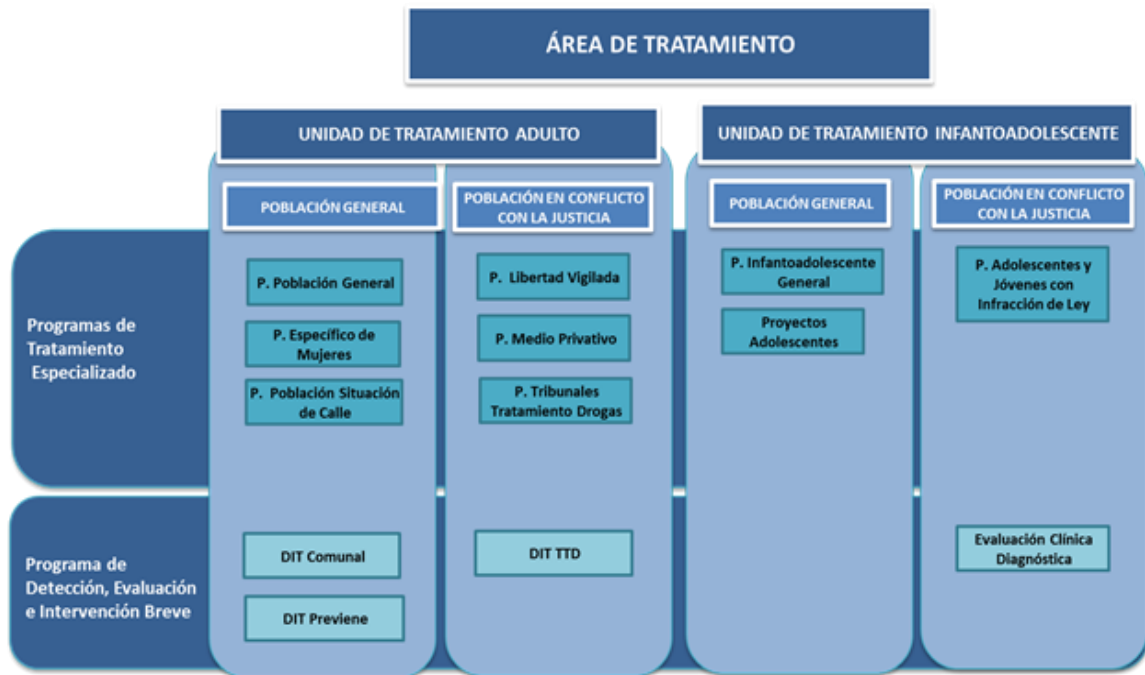 ÁREA DE TRATAMIENTO
UNIDAD DE TRATAMIENTO ADULTO
UNIDAD DE TRATAMIENTO INFANTOADOLESCENTE
POBLACIÓN GENERAL
POBLACIÓN EN CONFLICTO
CON LA JUSTICIA
POBLACIÓN GENERAL
POBLACIÓN EN CONFLICTO
CON LA JUSTICIA
Programas de
Tratamiento
Especializado
P. Población General
P. Específico de
Mujeres
P. Población Situación
de Calle
P. Libertad Vigilada
P. Medio Privativo
P. Tribunales
Tratamiento Drogas
P. Infantoadolescente
General
Proyectos
Adolescentes
P. Adolescentes y
Jóvenes con
Infracción de Ley
Programa de
Detección, Evaluación
e Intervención Breve
DIT Comunal
DIT Previene
DIT TTD
Evaluación Clínica
Diagnóstica